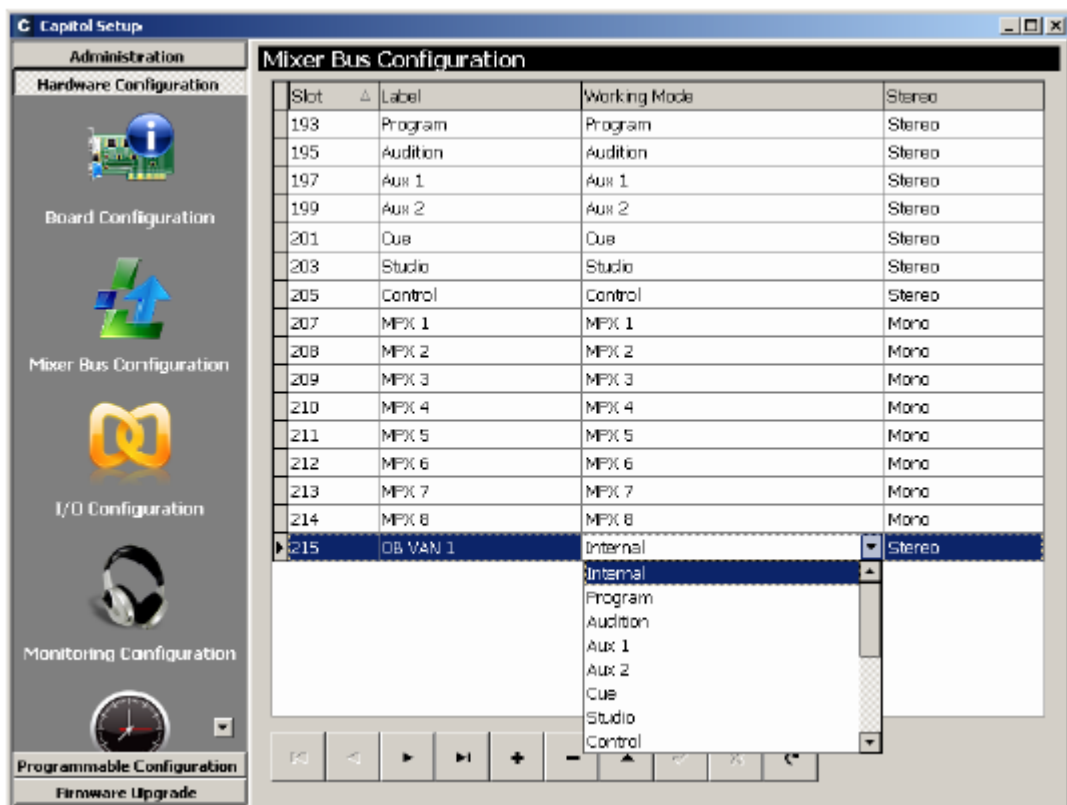 Capitol Setup
Administration
Hardware Configuration
Board Configuration
Mixer Bus Configuration
I/O Configuration
Monitoring Configuration
Programmable Configuration
Firmware Upgrade
Mixer Bus Configuration
Slot Label Working Mode Stereo
193 Program Program Stereo
195 Audition Audition Stereo
197 Aux 1 Aux 1 Stereo
199 Aux 2 Aux 2 Stereo
201 Cue Cue Stereo
203 Studio Studio Stereo
205 Control Control Stereo
207 MPX 1 MPX 1 Mono
208 MPX 2 MPX 2 Mono
209 MPX 3 MPX 3 Mono
210 MPX 4 MPX 4 Mono
211 MPX 5 MPX 5 Mono
212 MPX 6 MPX 6 Mono
213 MPX 7 MPX 7 Mono
214 MPX 8 MPX 8 Mono
215 OB VAN 1 Internal Stereo
Internal
Program
Audition
Aux 1
Aux 2
Cue
Studio
Control